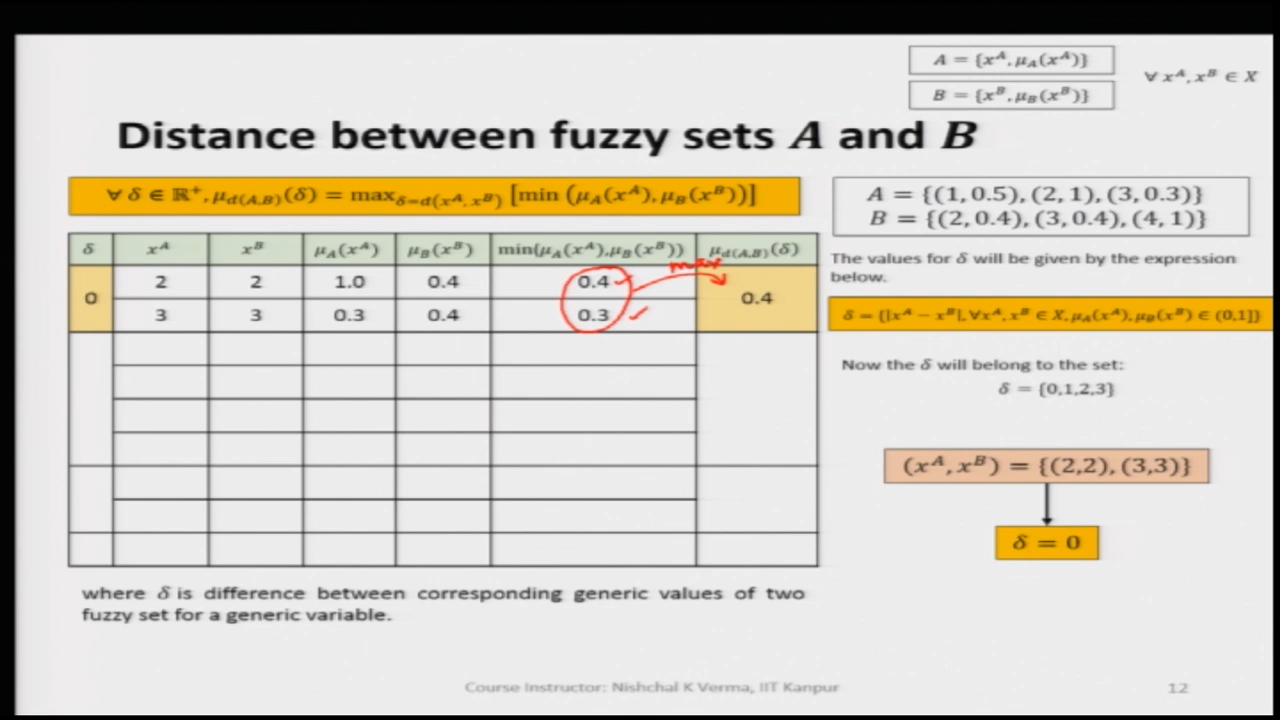 A = {x^A, μ_A(x^A)}
B = {x^B, μ_B(x^B)}
∀ x^A, x^B ∈ X
Distance between fuzzy sets A and B
∀ δ ∈ ℝ⁺, μ_d(A,B)(δ) = max_δ=d(x^A, x^B) [min (μ_A(x^A), μ_B(x^B))]
A = {(1, 0.5), (2, 1), (3, 0.3)}
B = {(2, 0.4), (3, 0.4), (4, 1)}
δ x^A x^B μ_A(x^A) μ_B(x^B) min(μ_A(x^A),μ_B(x^B)) μ_d(A,B)(δ)
max
0 2 2 1.0 0.4 0.4 0.4
3 3 0.3 0.4 0.3
The values for δ will be given by the expression
below.
δ = {|x^A − x^B|, ∀x^A, x^B ∈ X, μ_A(x^A), μ_B(x^B) ∈ (0,1]}
Now the δ will belong to the set:
δ = {0,1,2,3}
(x^A, x^B) = {(2,2), (3,3)}
δ = 0
where δ is difference between corresponding generic values of two
fuzzy set for a generic variable.
Course Instructor: Nishchal K Verma, IIT Kanpur
12